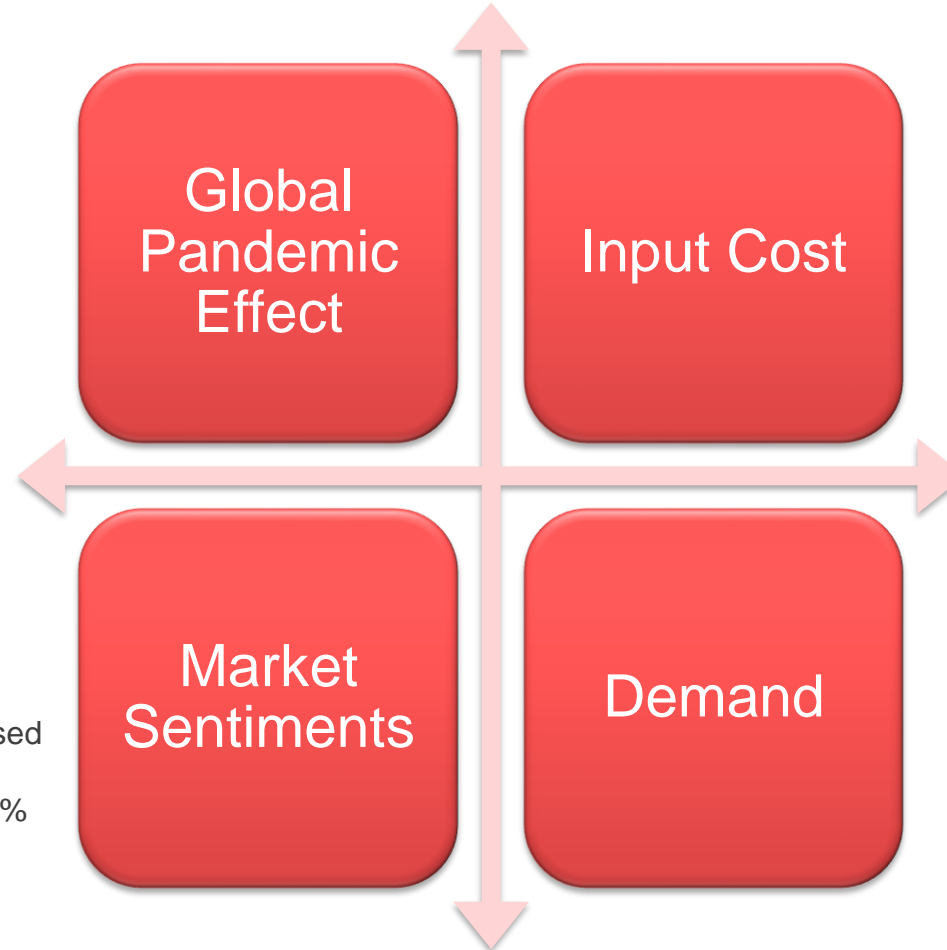 Global
Pandemic
Effect
Input Cost
Market
Sentiments
Demand
%